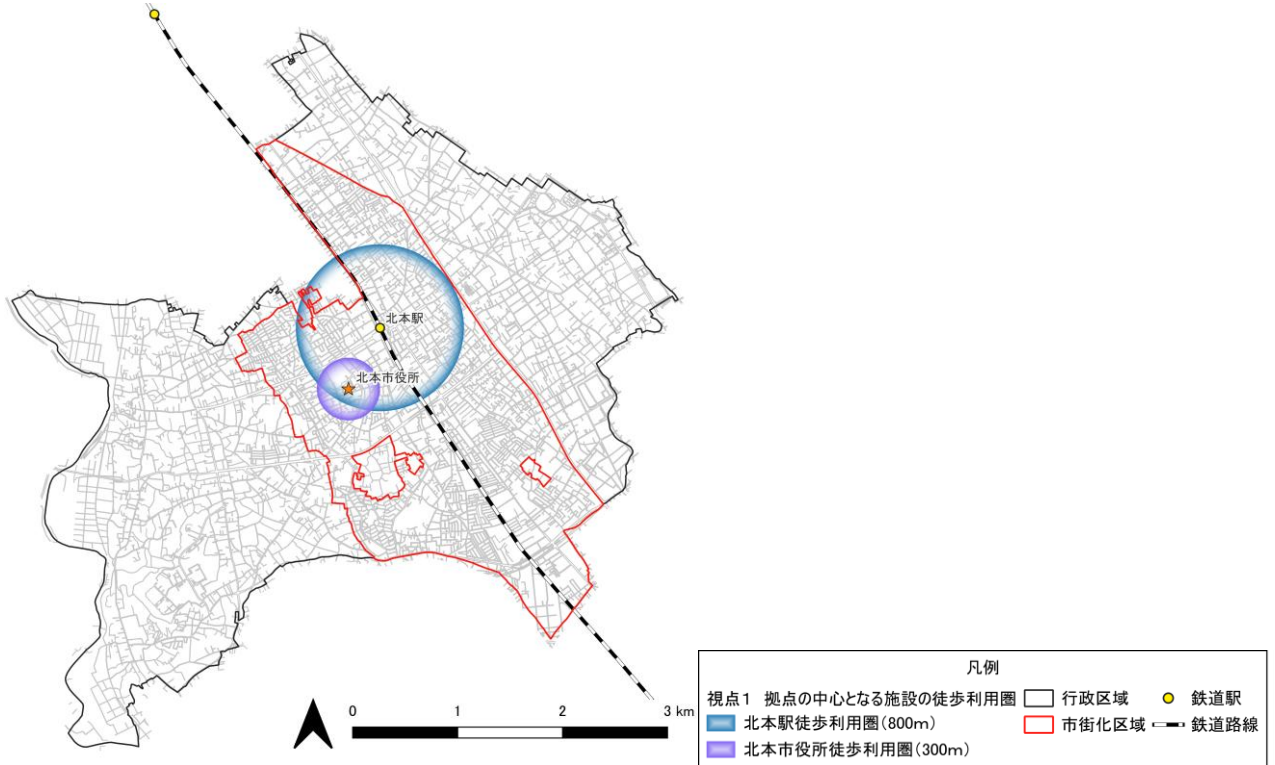 北本駅
北本市役所
0 1 2 3 km
凡例
視点1 拠点の中心となる施設の徒歩利用圏
北本駅徒歩利用圏(800m)
北本市役所徒歩利用圏(300m)
行政区域
市街化区域
鉄道駅
鉄道路線